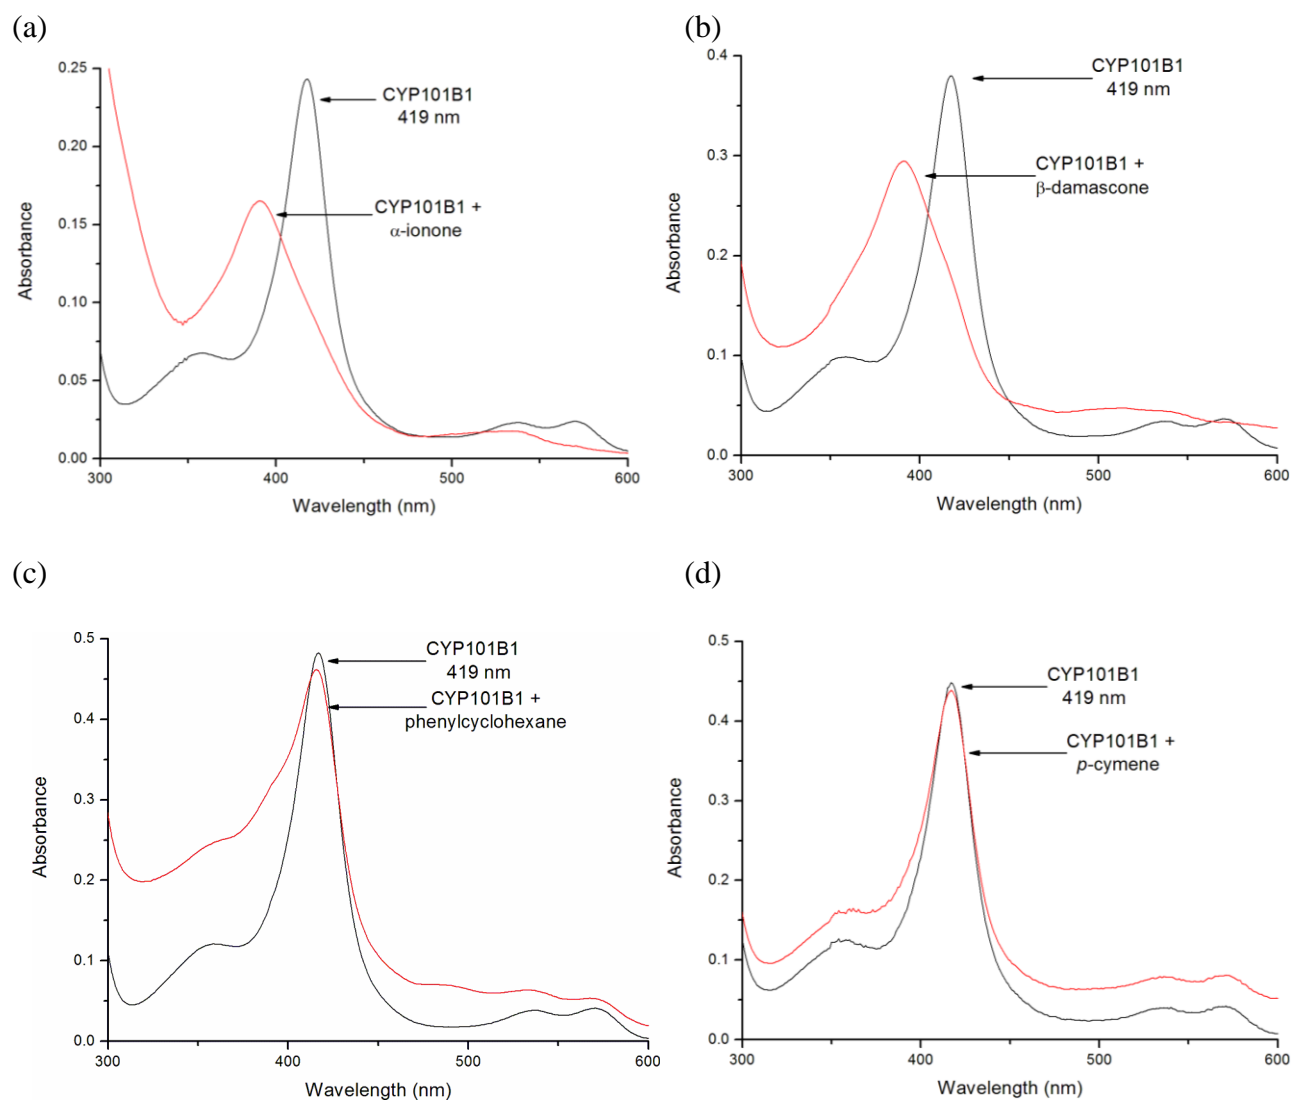 (a)
0.25
0.20
0.15
0.10
0.05
0.00
300
400
500
600
Absorbance
Wavelength (nm)
CYP101B1
419 nm
CYP101B1 +
α-ionone
(b)
0.4
0.3
0.2
0.1
0.0
300
400
500
600
Absorbance
Wavelength (nm)
CYP101B1
419 nm
CYP101B1 +
β-damascone
(c)
0.5
0.4
0.3
0.2
0.1
0.0
300
400
500
600
Absorbance
Wavelength (nm)
CYP101B1
419 nm
CYP101B1 +
phenylcyclohexane
(d)
0.5
0.4
0.3
0.2
0.1
0.0
300
400
500
600
Absorbance
Wavelength (nm)
CYP101B1
419 nm
CYP101B1 +
p-cymene